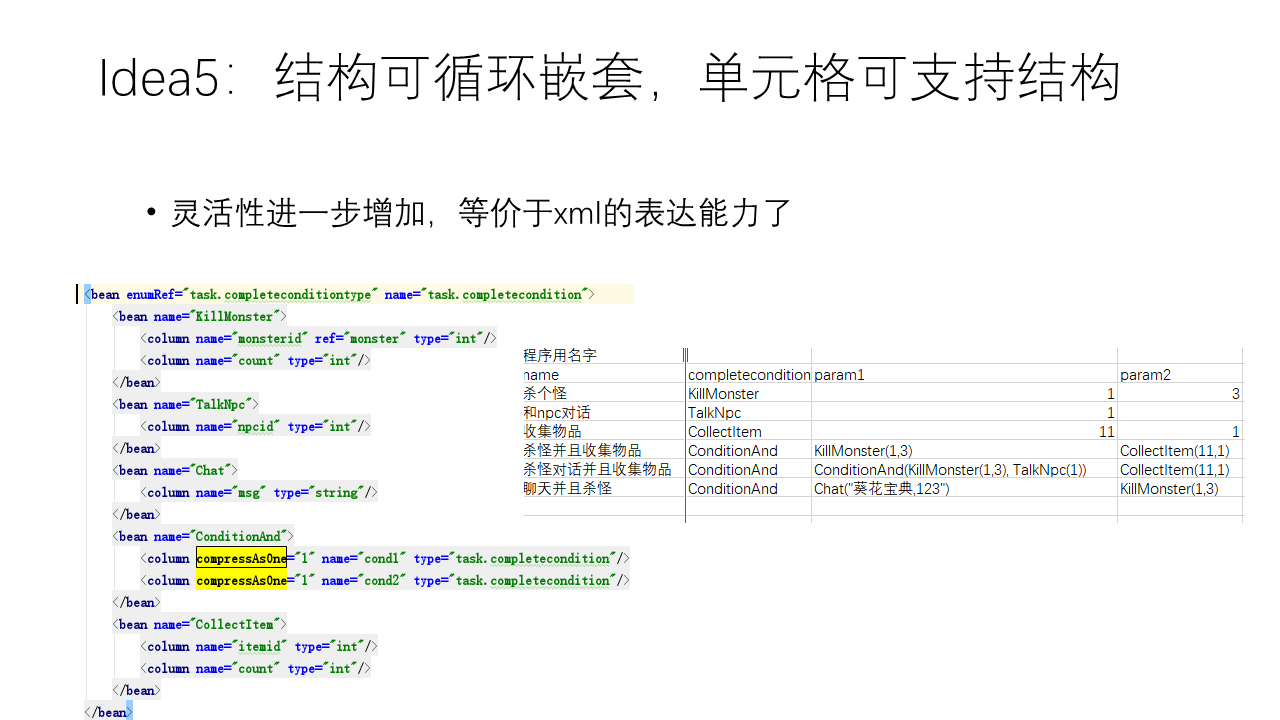 Idea5：结构可循环嵌套，单元格可支持结构
• 灵活性进一步增加，等价于xml的表达能力了
<bean enumRef="task.completeconditiontype" name="task.completecondition">
<bean name="KillMonster">
<column name="monsterid" ref="monster" type="int"/>
<column name="count" type="int"/>
</bean>
<bean name="TalkNpc">
<column name="npcid" type="int"/>
</bean>
<bean name="Chat">
<column name="msg" type="string"/>
</bean>
<bean name="ConditionAnd">
<column compressAsOne="1" name="cond1" type="task.completecondition"/>
<column compressAsOne="1" name="cond2" type="task.completecondition"/>
</bean>
<bean name="CollectItem">
<column name="itemid" type="int"/>
<column name="count" type="int"/>
</bean>
</bean>
程序用名字
name completecondition param1 param2
杀个怪 KillMonster 1 3
和npc对话 TalkNpc 1
收集物品 CollectItem 11 1
杀怪并且收集物品 ConditionAnd KillMonster(1,3) CollectItem(11,1)
杀怪对话并且收集物品 ConditionAnd ConditionAnd(KillMonster(1,3), TalkNpc(1)) CollectItem(11,1)
聊天并且杀怪 ConditionAnd Chat("葵花宝典,123") KillMonster(1,3)